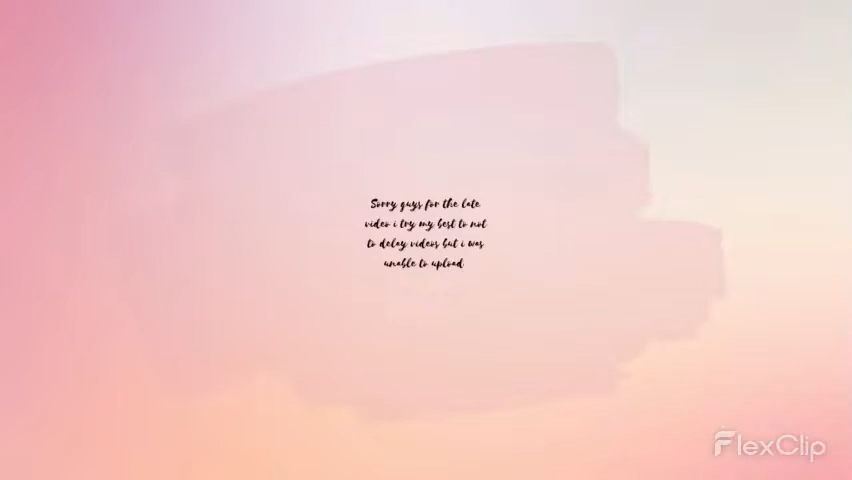 Sorry guys for the late
video i try my best to not
to delay videos but i was
unable to upload
FlexClip